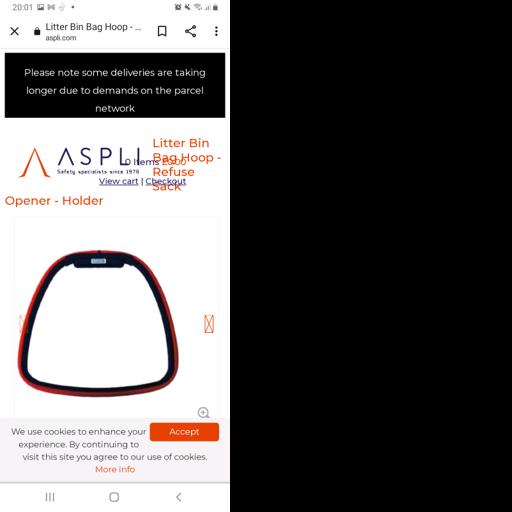 20:01
Litter Bin Bag Hoop - ...
aspli.com
Please note some deliveries are taking
longer due to demands on the parcel
network
ASPLI
Safety specialists since 1978
0 Items £0.00
View cart | Checkout
Litter Bin
Bag Hoop -
Refuse
Sack
Opener - Holder
We use cookies to enhance your
experience. By continuing to
visit this site you agree to our use of cookies.
More info
Accept